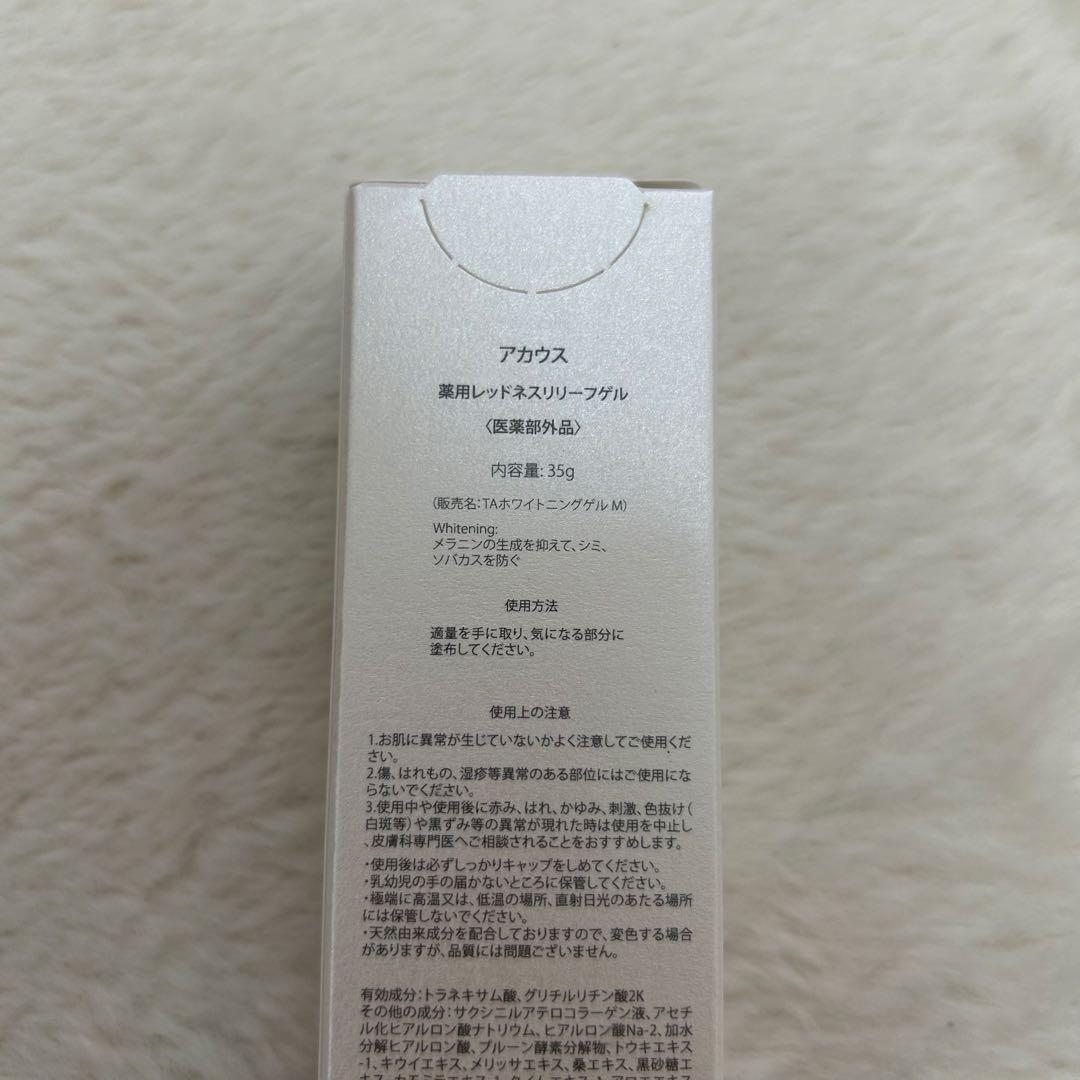 アカウス
薬用レッドネスリリーフゲル
〈医薬部外品〉
内容量: 35g
（販売名：TAホワイトニングゲル M）
Whitening:
メラニンの生成を抑えて、シミ、
ソバカスを防ぐ
使用方法
適量を手に取り、気になる部分に
塗布してください。
使用上の注意
1.お肌に異常が生じていないかよく注意してご使用くだ
さい。
2.傷、はれもの、湿疹等異常のある部位にはご使用にな
らないでください。
3.使用中や使用後に赤み、はれ、かゆみ、刺激、色抜け（
白斑等）や黒ずみ等の異常が現れた時は使用を中止し
、皮膚科専門医へご相談されることをおすすめします。
・使用後は必ずしっかりキャップをしめてください。
・乳幼児の手の届かないところに保管してください。
・極端に高温又は、低温の場所、直射日光のあたる場所
には保管しないでください。
・天然由来成分を配合しておりますので、変色する場合
がありますが、品質には問題ございません。
有効成分：トラネキサム酸、グリチルリチン酸2K
その他の成分：サクシニルアテロコラーゲン液、アセチ
ル化ヒアルロン酸ナトリウム、ヒアルロン酸Na-2、加水
分解ヒアルロン酸、プルーン酵素分解物、トウキエキス
-1、キウイエキス、メリッサエキス、桑エキス、黒砂糖エ